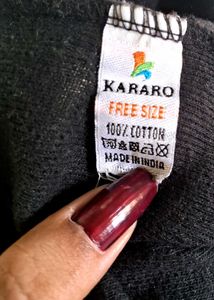 KARARO
FREE SIZE
100% COTTON
MADE IN INDIA